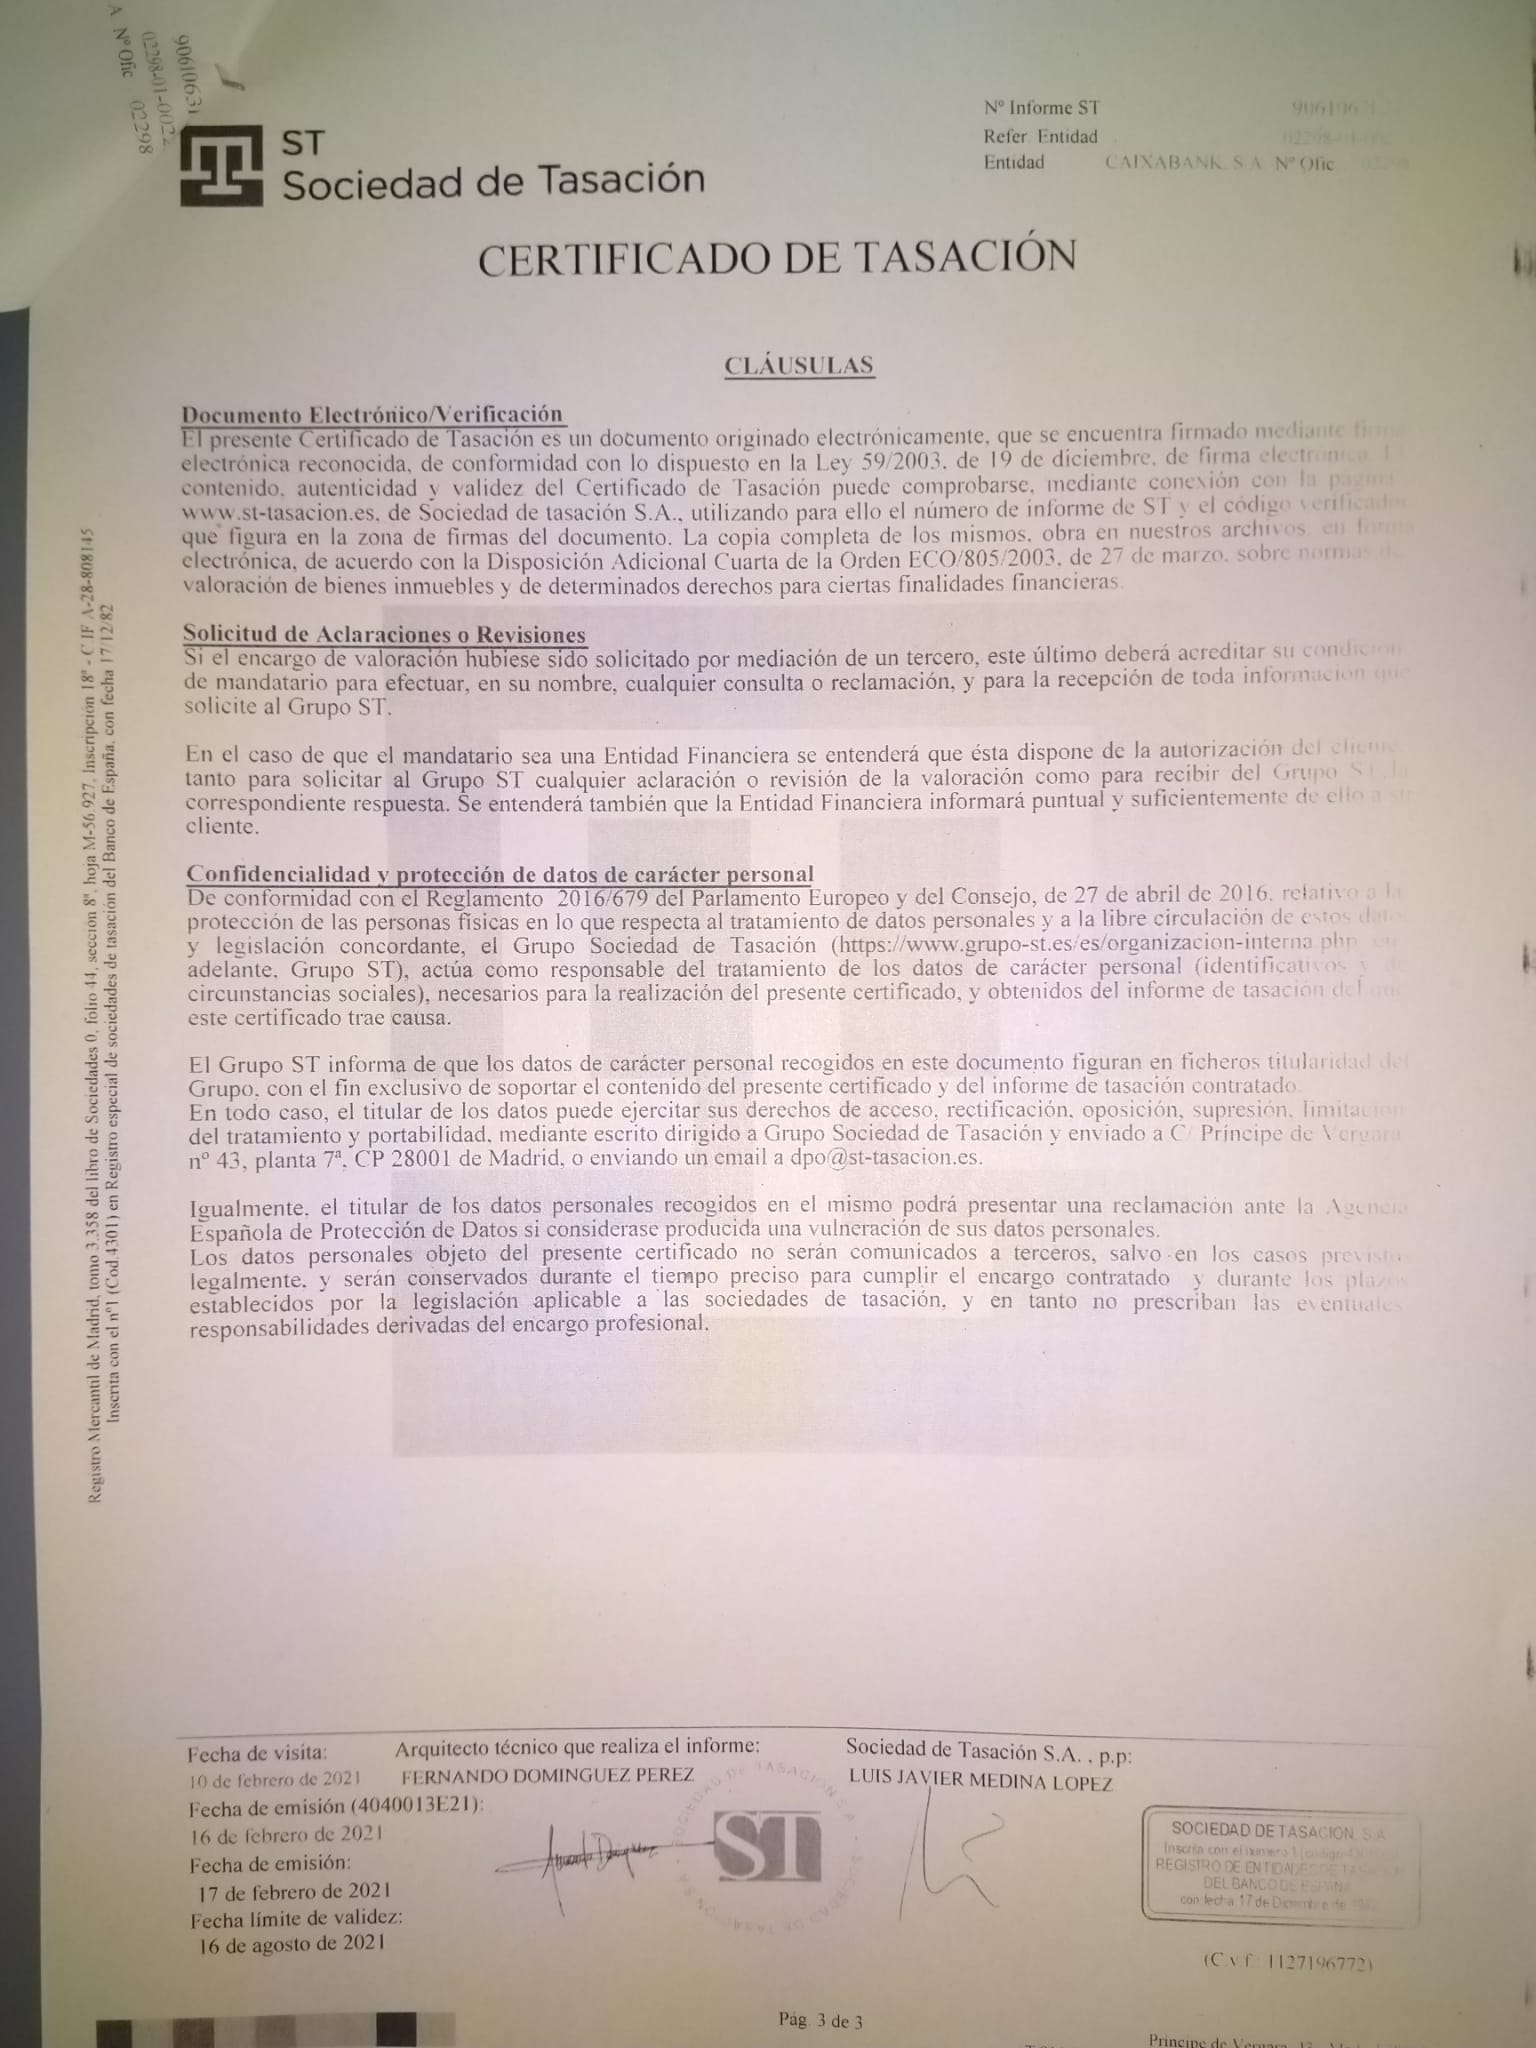 90610631
02298-01-0022
A Nº Ofic 02298
ST
Sociedad de Tasación
Nº Informe ST
Refer Entidad
Entidad CAIXABANK, S A Nº Ofic
CERTIFICADO DE TASACIÓN
CLÁUSULAS
Documento Electrónico/Verificación
El presente Certificado de Tasación es un documento originado electrónicamente, que se encuentra firmado mediante firma
electrónica reconocida, de conformidad con lo dispuesto en la Ley 59/2003, de 19 de diciembre, de firma electrónica.
contenido, autenticidad y validez del Certificado de Tasación puede comprobarse, mediante conexión con la página
www.st-tasacion.es, de Sociedad de tasación S.A., utilizando para ello el número de informe de ST y el código verificador
que figura en la zona de firmas del documento. La copia completa de los mismos, obra en nuestros archivos, en forma
electrónica, de acuerdo con la Disposición Adicional Cuarta de la Orden ECO/805/2003, de 27 de marzo, sobre normas de
valoración de bienes inmuebles y de determinados derechos para ciertas finalidades financieras.
Solicitud de Aclaraciones o Revisiones
Si el encargo de valoración hubiese sido solicitado por mediación de un tercero, este último deberá acreditar su condición
de mandatario para efectuar, en su nombre, cualquier consulta o reclamación, y para la recepción de toda información que
solicite al Grupo ST.
En el caso de que el mandatario sea una Entidad Financiera se entenderá que ésta dispone de la autorización del cliente,
tanto para solicitar al Grupo ST cualquier aclaración o revisión de la valoración como para recibir del Grupo ST la
correspondiente respuesta. Se entenderá también que la Entidad Financiera informará puntual y suficientemente de ello a su
cliente.
Confidencialidad y protección de datos de carácter personal
De conformidad con el Reglamento 2016/679 del Parlamento Europeo y del Consejo, de 27 de abril de 2016, relativo a la
protección de las personas físicas en lo que respecta al tratamiento de datos personales y a la libre circulación de estos datos
y legislación concordante, el Grupo Sociedad de Tasación (https://www.grupo-st.es/es/organizacion-interna.php en
adelante, Grupo ST), actúa como responsable del tratamiento de los datos de carácter personal (identificativos y de
circunstancias sociales), necesarios para la realización del presente certificado, y obtenidos del informe de tasación del que
este certificado trae causa.
El Grupo ST informa de que los datos de carácter personal recogidos en este documento figuran en ficheros titularidad del
Grupo, con el fin exclusivo de soportar el contenido del presente certificado y del informe de tasación contratado.
En todo caso, el titular de los datos puede ejercitar sus derechos de acceso, rectificación, oposición, supresión, limitación
del tratamiento y portabilidad, mediante escrito dirigido a Grupo Sociedad de Tasación y enviado a C/ Príncipe de Vergara
nº 43, planta 7ª, CP 28001 de Madrid, o enviando un email a dpo@st-tasacion.es.
Igualmente, el titular de los datos personales recogidos en el mismo podrá presentar una reclamación ante la Agencia
Española de Protección de Datos si considerase producida una vulneración de sus datos personales.
Los datos personales objeto del presente certificado no serán comunicados a terceros, salvo en los casos previstos
legalmente, y serán conservados durante el tiempo preciso para cumplir el encargo contratado y durante los plazos
establecidos por la legislación aplicable a las sociedades de tasación, y en tanto no prescriban las eventuales
responsabilidades derivadas del encargo profesional.
Registro Mercantil de Madrid, tomo 3.358 del libro de Sociedades 0, folio 44, sección 8ª, hoja M-56.927, Inscripción 18ª - C IF A-28-808145
Inscrita con el nº1 (Cod.4301) en Registro especial de sociedades de tasación del Banco de España, con fecha 17/12/82
Fecha de visita: Arquitecto técnico que realiza el informe: Sociedad de Tasación S.A. , p.p:
10 de febrero de 2021 FERNANDO DOMINGUEZ PEREZ LUIS JAVIER MEDINA LOPEZ
Fecha de emisión (4040013E21):
16 de febrero de 2021
Fecha de emisión:
17 de febrero de 2021
Fecha límite de validez:
16 de agosto de 2021
SOCIEDAD DE TASACION S.A.
ST
SOCIEDAD DE TASACION, S.A.
Inscrita con el número 1 (código
REGISTRO DE ENTIDADES DE TASACION
DEL BANCO DE ESPAÑA
con fecha 17 de Diciembre de
(C.v.f.: 1127196772)
Pág. 3 de 3
Príncipe de Vergara